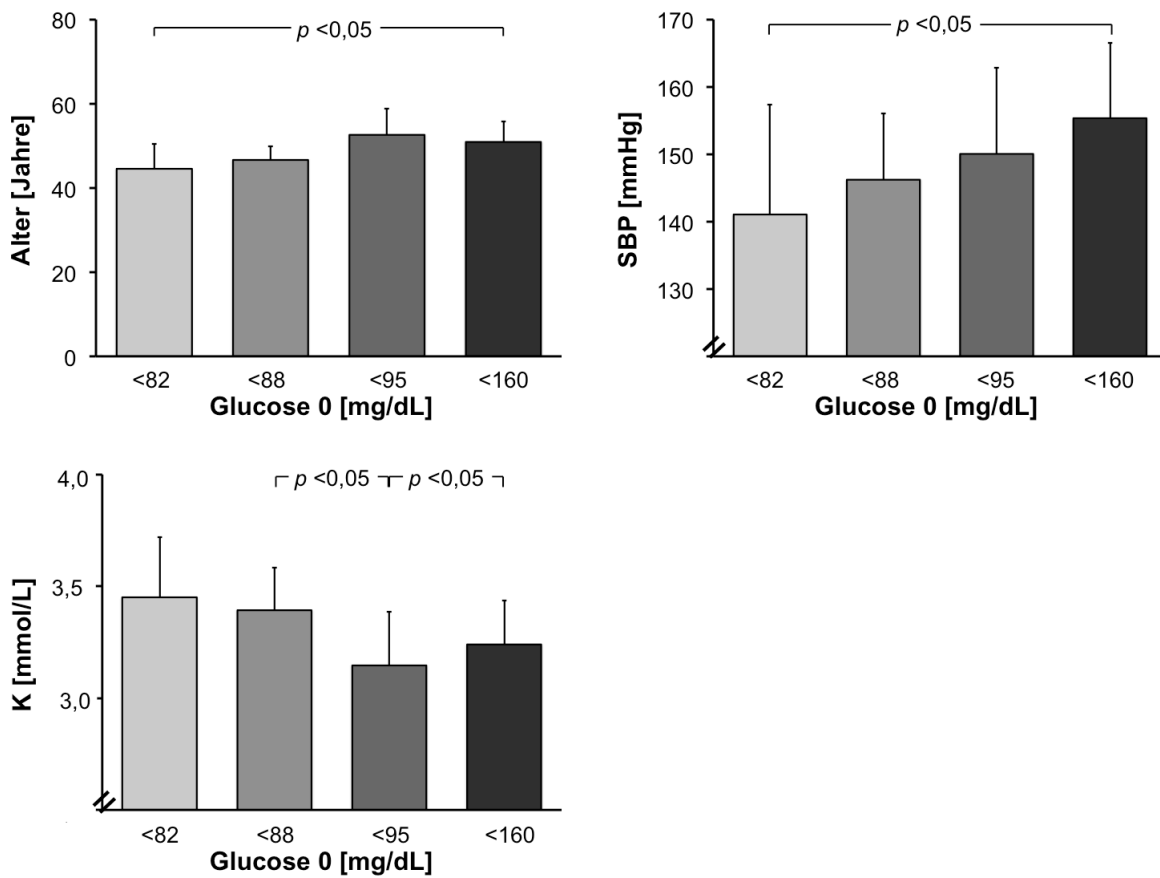 Alter [Jahre]
80
60
40
20
0
p <0,05
<82 <88 <95 <160
Glucose 0 [mg/dL]
SBP [mmHg]
170
160
150
140
130
p <0,05
<82 <88 <95 <160
Glucose 0 [mg/dL]
K [mmol/L]
4,0
3,5
3,0
p <0,05 p <0,05
<82 <88 <95 <160
Glucose 0 [mg/dL]